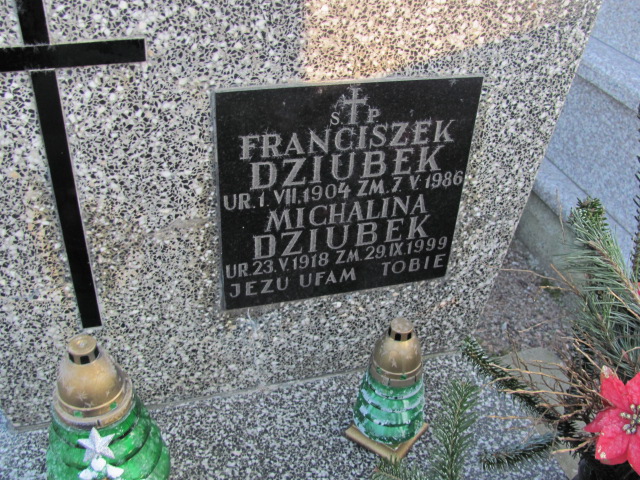 S P
FRANCISZEK
DZIUBEK
UR. 1. VII. 1904 ZM. 7. V. 1986
MICHALINA
DZIUBEK
UR. 23. V. 1918 ZM. 29. IX. 1999
JEZU UFAM TOBIE